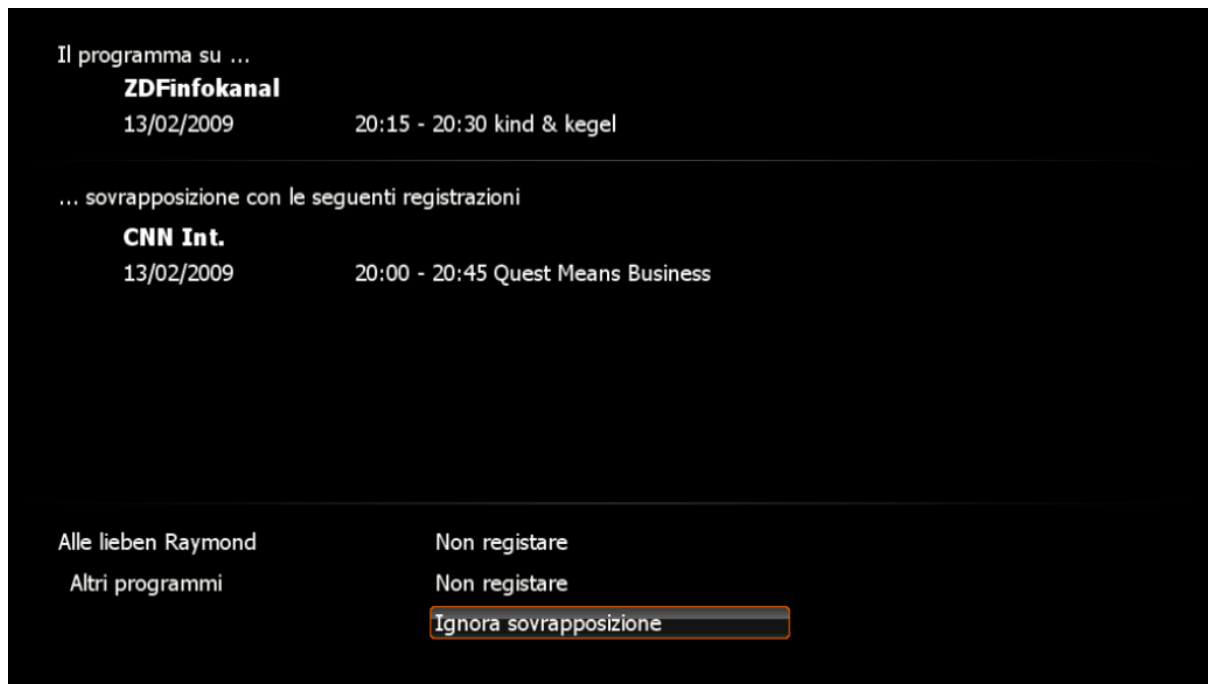 Il programma su ...
ZDFinfokanal
13/02/2009 20:15 - 20:30 kind & kegel
... sovrapposizione con le seguenti registrazioni
CNN Int.
13/02/2009 20:00 - 20:45 Quest Means Business
Alle lieben Raymond Non registare
Altri programmi Non registare
Ignora sovrapposizione